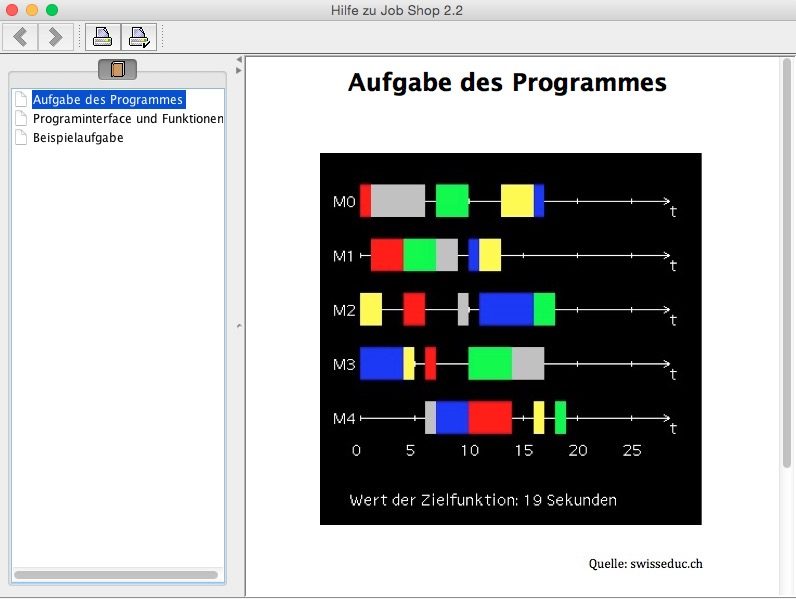 Hilfe zu Job Shop 2.2
Aufgabe des Programmes
Programinterface und Funktionen
Beispielaufgabe
Aufgabe des Programmes
M0
t
M1
t
M2
t
M3
t
M4
t
0 5 10 15 20 25
Wert der Zielfunktion: 19 Sekunden
Quelle: swisseduc.ch